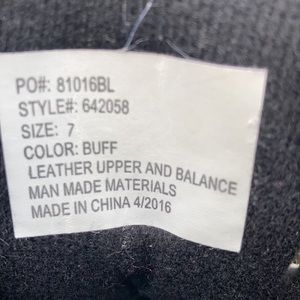 PO#: 81016BL
STYLE#: 642058
SIZE: 7
COLOR: BUFF
LEATHER UPPER AND BALANCE
MAN MADE MATERIALS
MADE IN CHINA 4/2016